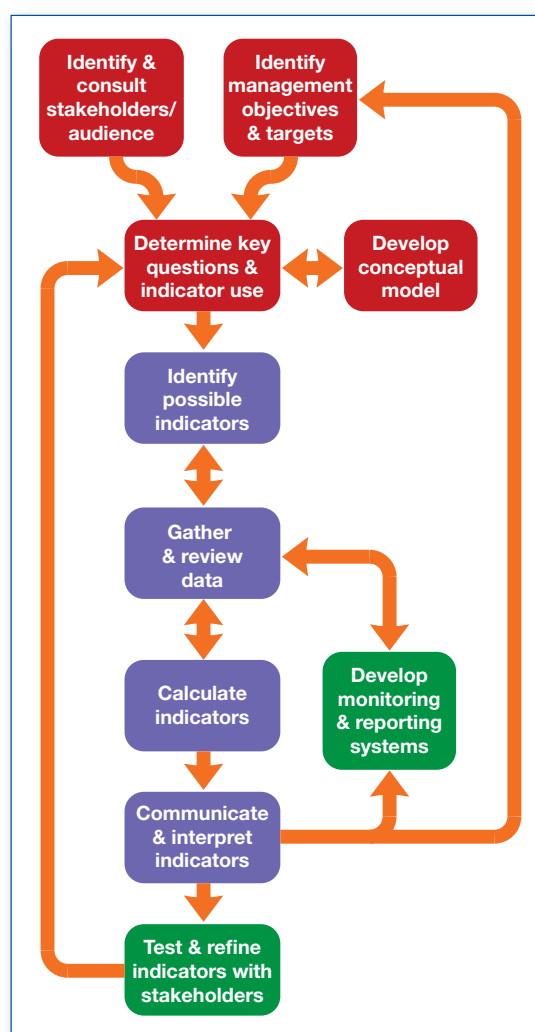 Identify &
consult
stakeholders/
audience
Identify
management
objectives
& targets
Determine key
questions &
indicator use
Develop
conceptual
model
Identify
possible
indicators
Gather
& review
data
Calculate
indicators
Develop
monitoring
& reporting
systems
Communicate
& interpret
indicators
Test & refine
indicators with
stakeholders